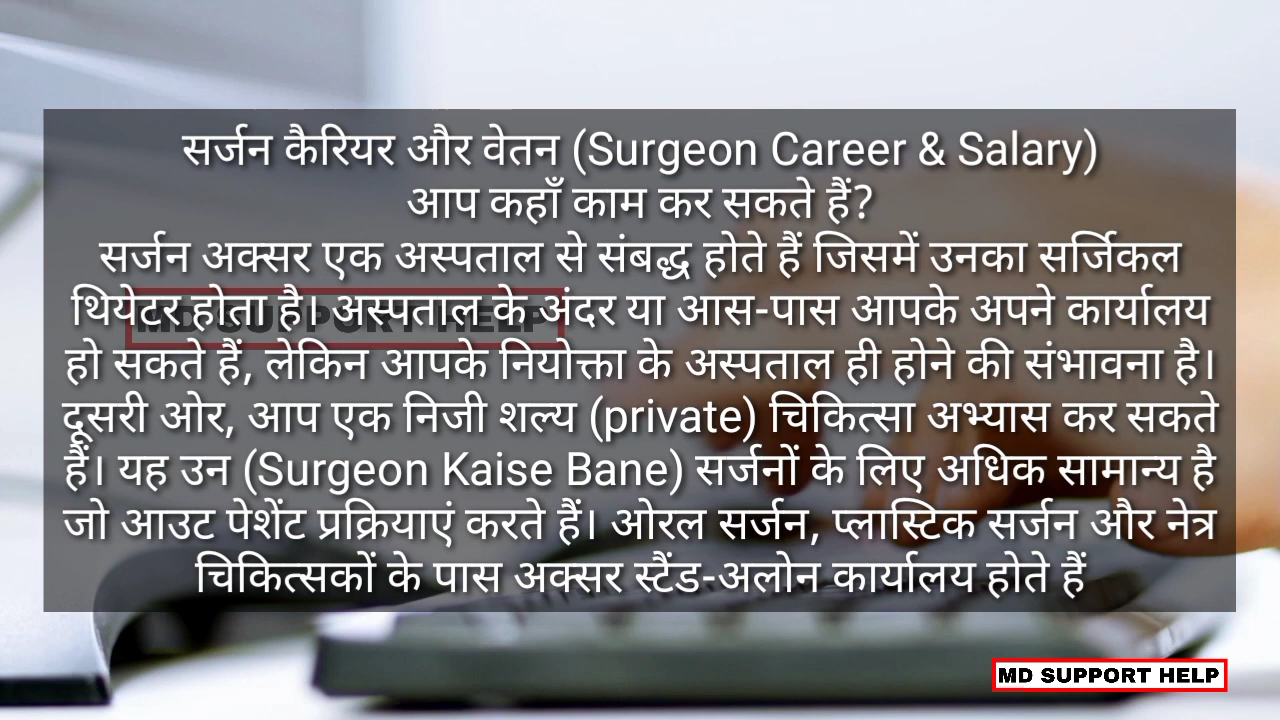 सर्जन कैरियर और वेतन (Surgeon Career & Salary)
आप कहाँ काम कर सकते हैं?
सर्जन अक्सर एक अस्पताल से संबद्ध होते हैं जिसमें उनका सर्जिकल
थियेटर होता है। अस्पताल के अंदर या आस-पास आपके अपने कार्यालय
हो सकते हैं, लेकिन आपके नियोक्ता के अस्पताल ही होने की संभावना है।
दूसरी ओर, आप एक निजी शल्य (private) चिकित्सा अभ्यास कर सकते
हैं। यह उन (Surgeon Kaise Bane) सर्जनों के लिए अधिक सामान्य है
जो आउट पेशेंट प्रक्रियाएं करते हैं। ओरल सर्जन, प्लास्टिक सर्जन और नेत्र
चिकित्सकों के पास अक्सर स्टैंड-अलोन कार्यालय होते हैं
MD SUPPORT HELP
MD SUPPORT HELP